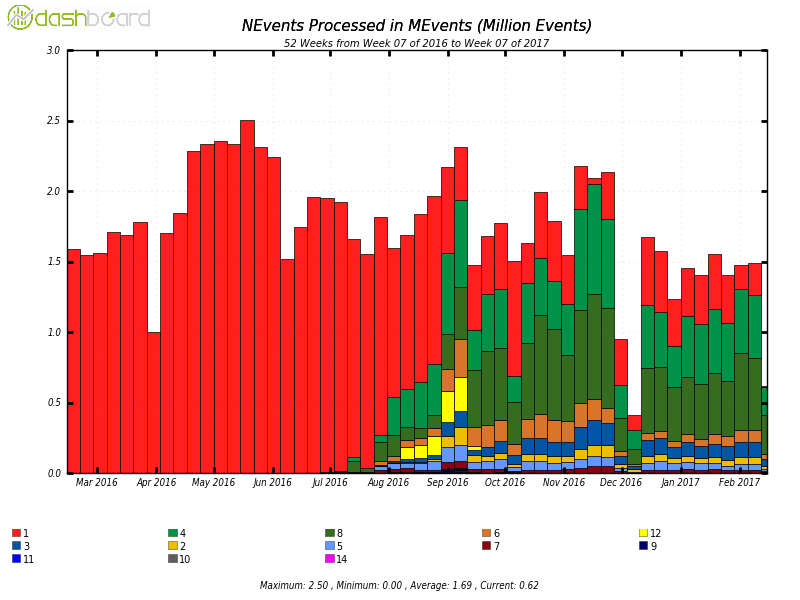 dashboard
NEvents Processed in MEvents (Million Events)
52 Weeks from Week 07 of 2016 to Week 07 of 2017
3.0
2.5
2.0
1.5
1.0
0.5
0.0
Mar 2016 Apr 2016 May 2016 Jun 2016 Jul 2016 Aug 2016 Sep 2016 Oct 2016 Nov 2016 Dec 2016 Jan 2017 Feb 2017
1 4 8 6 12
3 2 5 7 9
11 10 14
Maximum: 2.50 , Minimum: 0.00 , Average: 1.69 , Current: 0.62